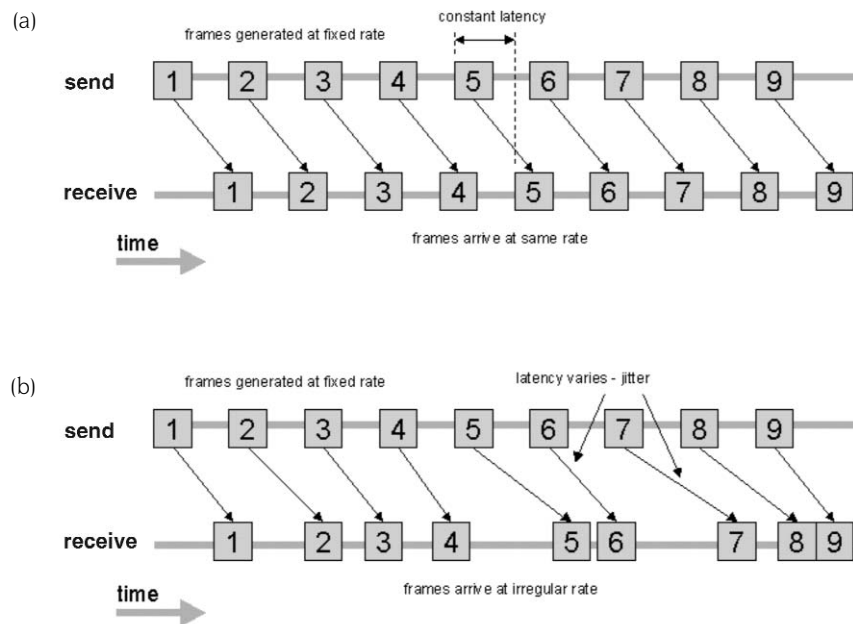 (a)
constant latency
frames generated at fixed rate
send
1 2 3 4 5 6 7 8 9
receive
1 2 3 4 5 6 7 8 9
time
frames arrive at same rate
(b)
frames generated at fixed rate
latency varies - jitter
send
1 2 3 4 5 6 7 8 9
receive
1 2 3 4 5 6 7 8 9
time
frames arrive at irregular rate